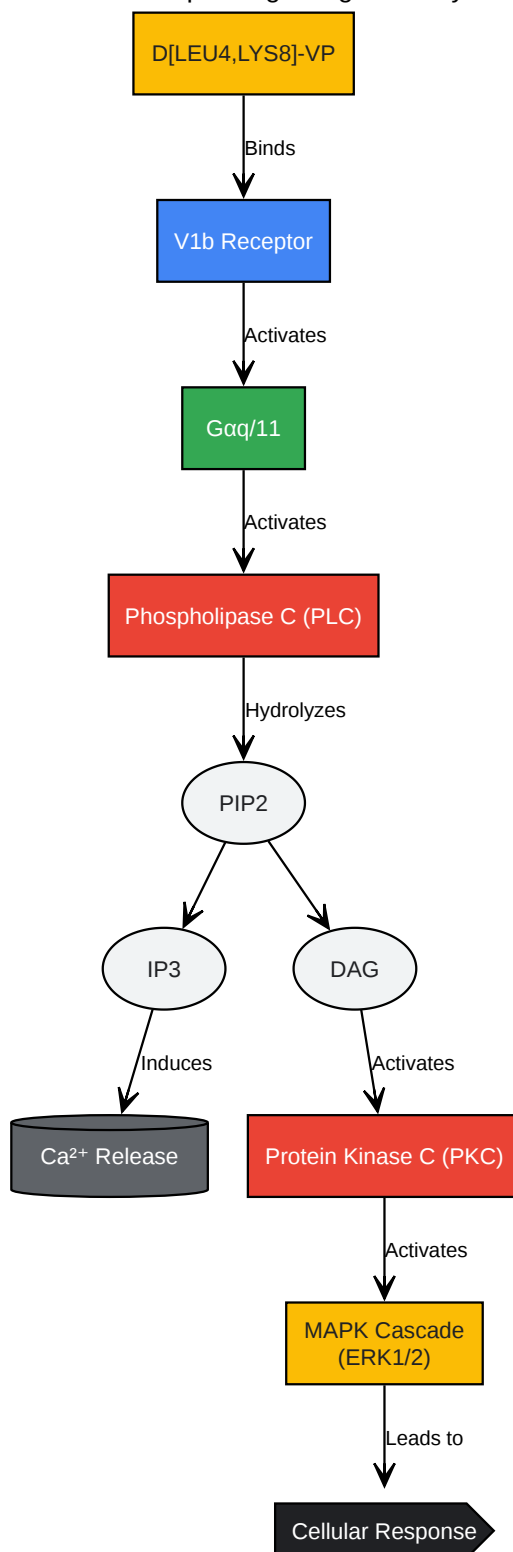 D[LEU4,LYS8]-VP
Binds
V1b Receptor
Activates
Gαq/11
Activates
Phospholipase C (PLC)
Hydrolyzes
PIP2
IP3
DAG
Induces
Activates
Ca²⁺ Release
Protein Kinase C (PKC)
Activates
MAPK Cascade
(ERK1/2)
Leads to
Cellular Response